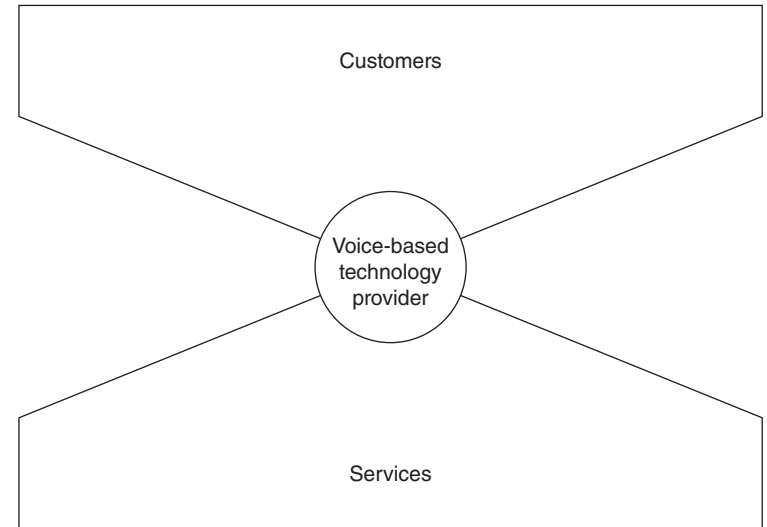 Customers
Voice-based
technology
provider
Services